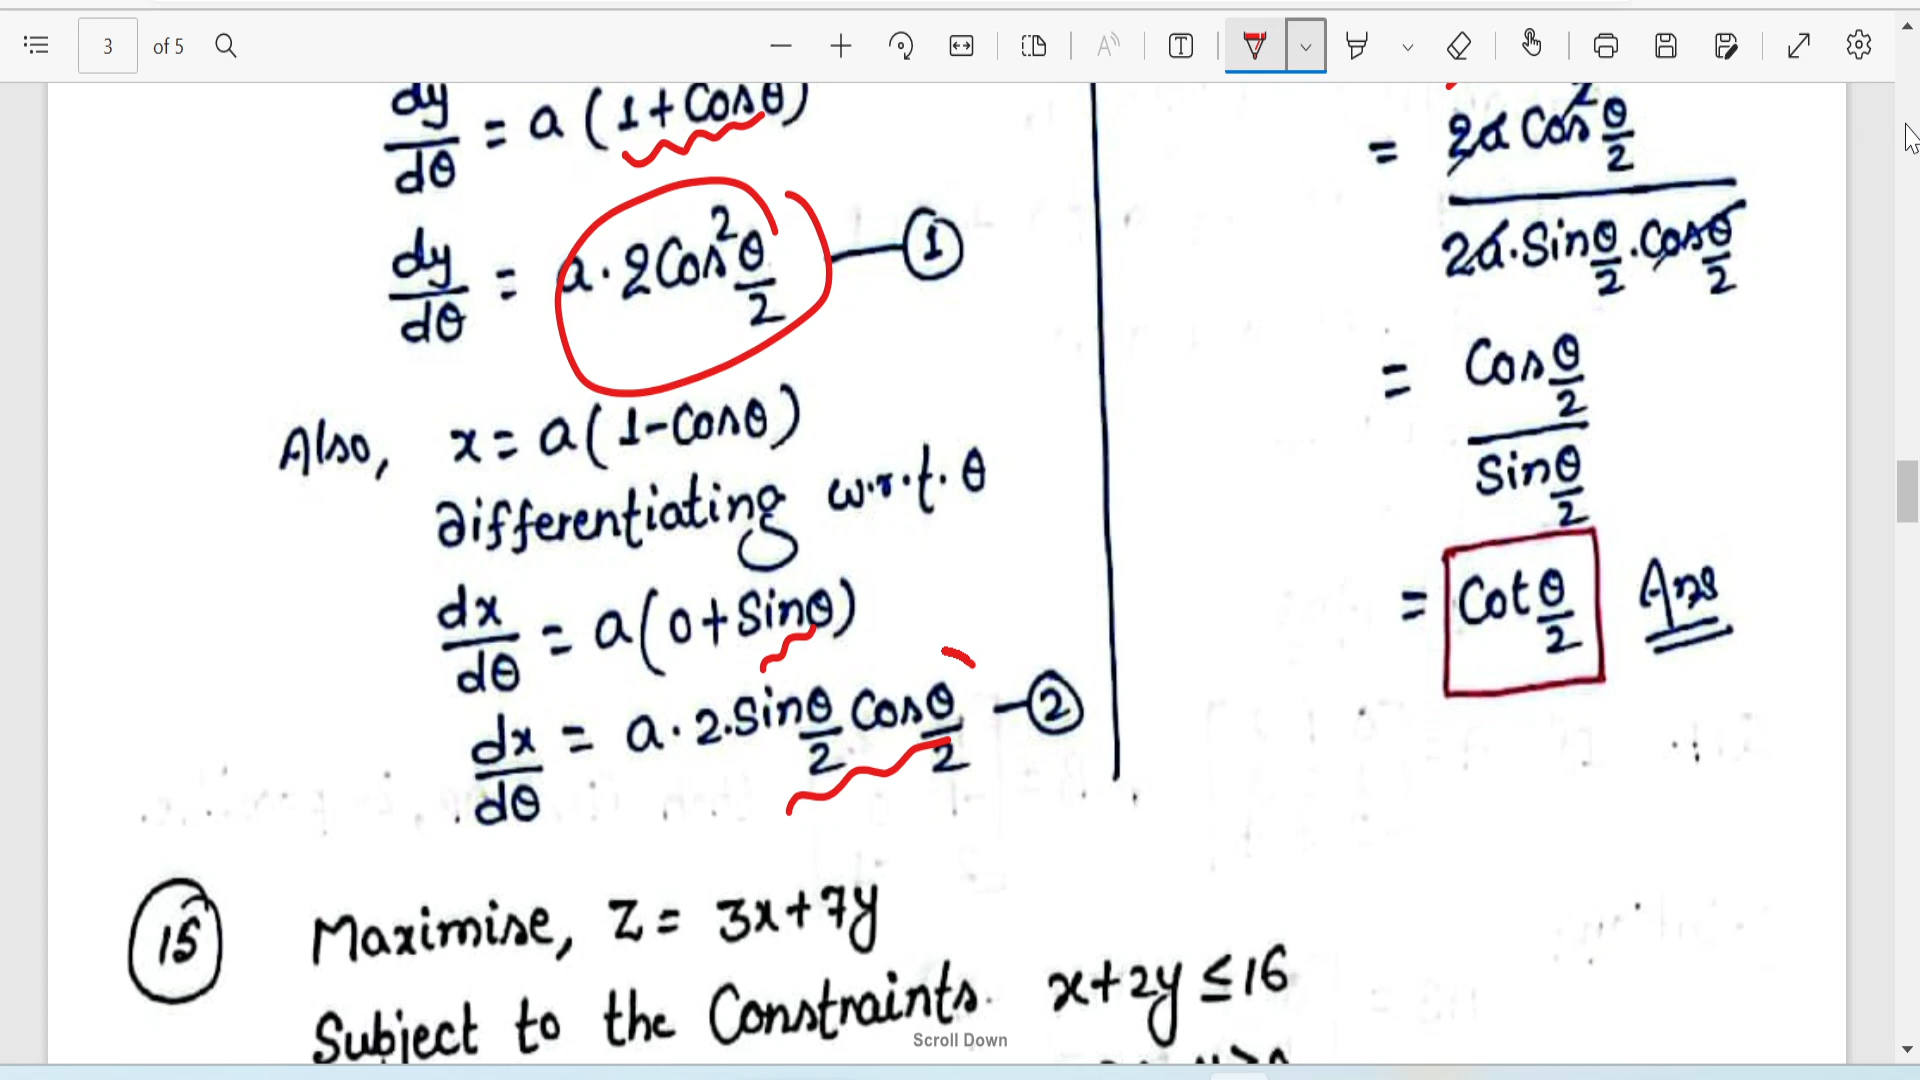 3 of 5
dy/dθ = a (1 + Cosθ)
dy/dθ = a · 2Cos²θ/2 — ①
Also, x = a(1-Cosθ)
differentiating w.r.t. θ
dx/dθ = a(0 + Sinθ)
dx/dθ = a · 2.Sinθ/2 Cosθ/2 — ②
= 2a Cos²θ/2 / 2a.Sinθ/2 .Cosθ/2
= Cosθ/2 / Sinθ/2
= Cotθ/2 Ans
15 Maximise, Z = 3x+7y
Subject to the Constraints. x+2y ≤ 16
Scroll Down